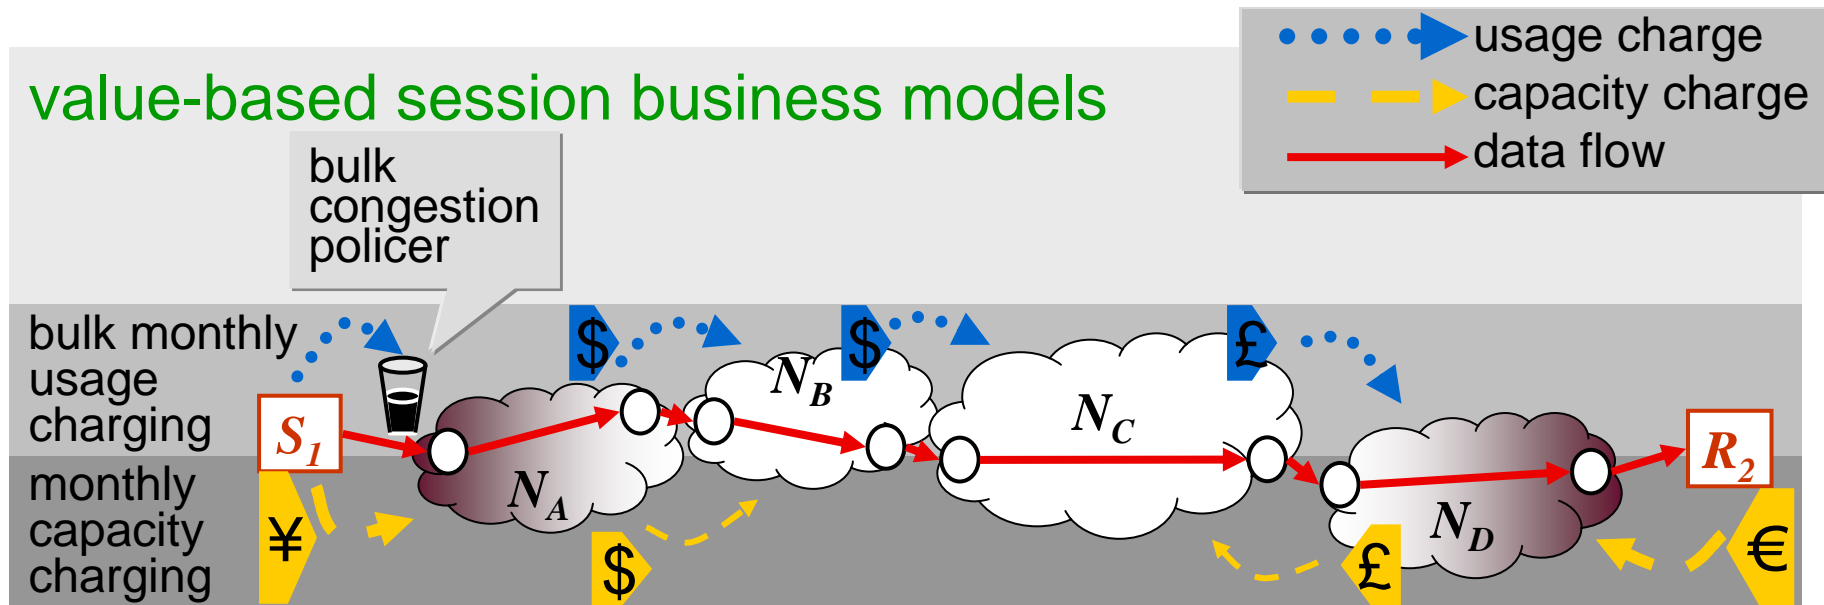 usage charge
capacity charge
data flow
value-based session business models
bulk
congestion
policer
bulk monthly
usage
charging
monthly
capacity
charging
$
$
£
S1
NA
NB
NC
ND
R2
¥
$
£
€